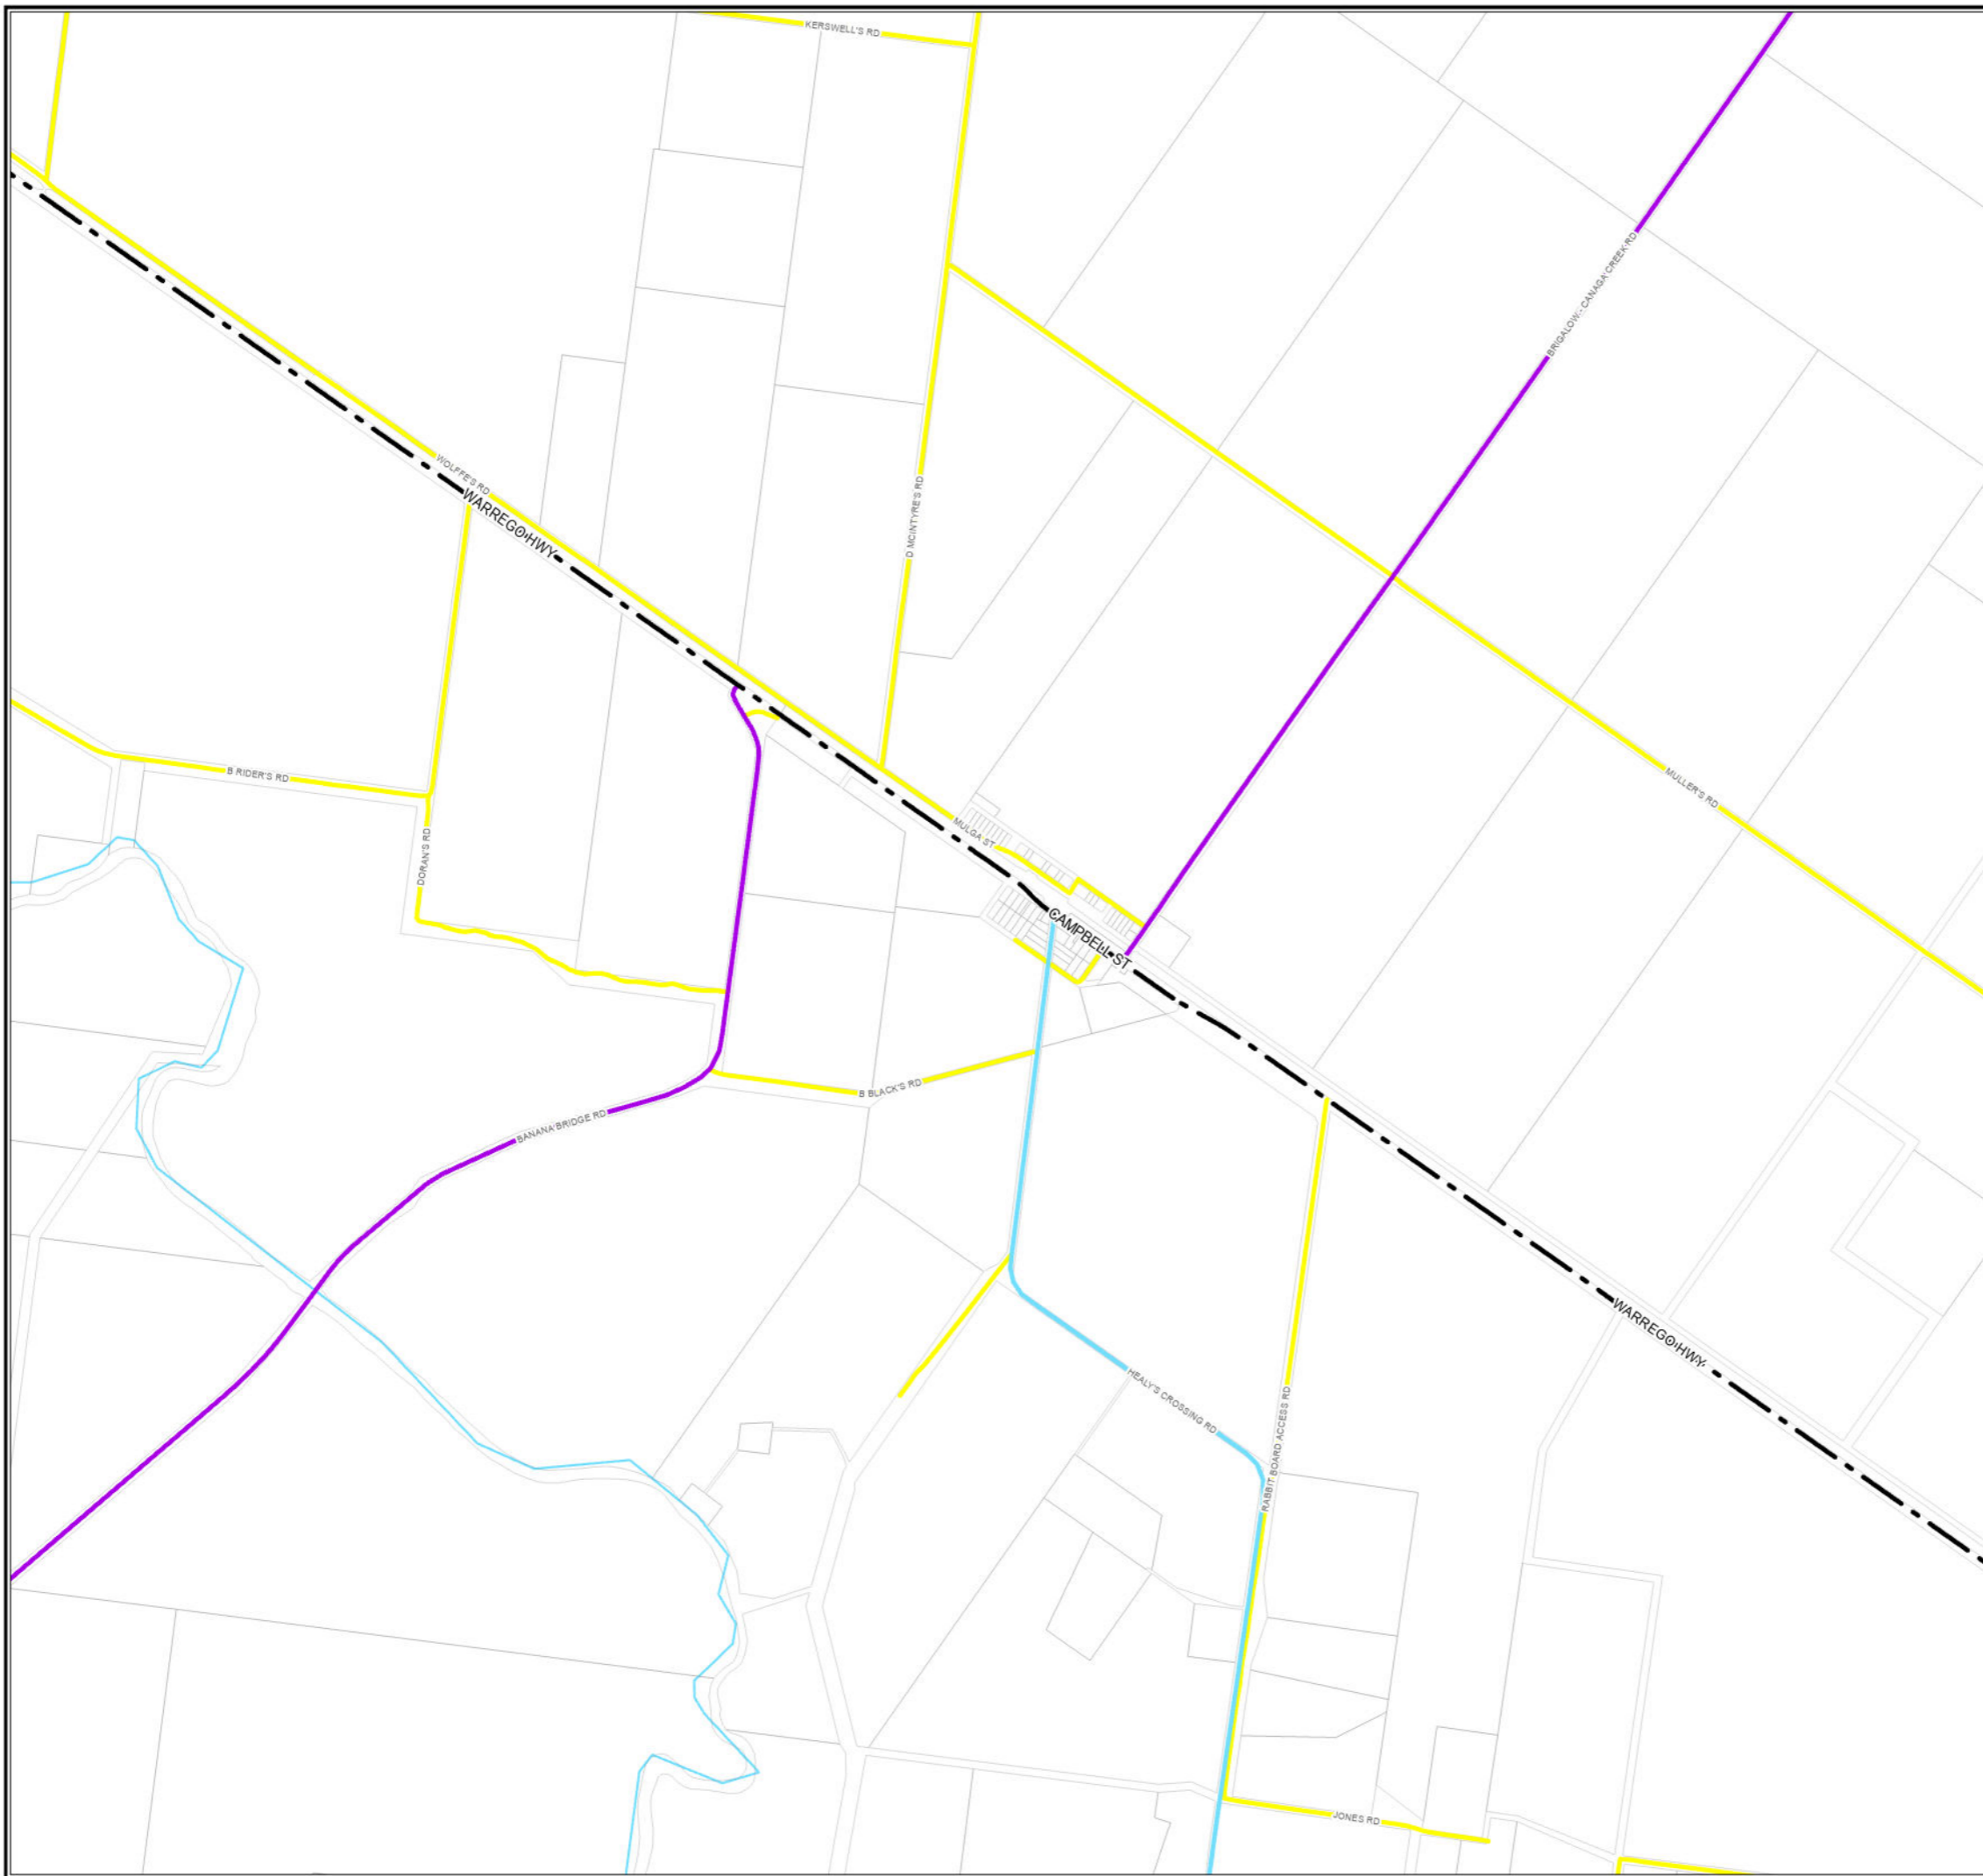 KERSWELL'S RD
BRIGALOW - CANAGA CREEK RD
WOLFFE'S RD
WARREGO HWY
D MCINTYRE'S RD
B RIDER'S RD
MULLER'S RD
MULGA ST
DORAN'S RD
CAMPBELL ST
B BLACK'S RD
BANANA BRIDGE RD
WARREGO HWY
HEALY'S CROSSING RD
RABBIT BOARD ACCESS RD
JONES RD